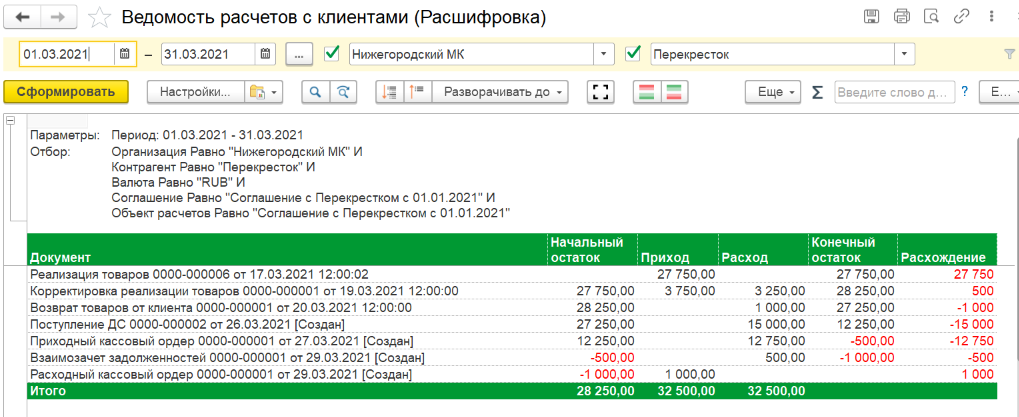 Ведомость расчетов с клиентами (Расшифровка)
01.03.2021 – 31.03.2021 ... Нижегородский МК Перекресток
Сформировать Настройки... Разворачивать до Еще Σ Введите слово д... ? Е...
Параметры: Период: 01.03.2021 - 31.03.2021
Отбор: Организация Равно "Нижегородский МК" И
Контрагент Равно "Перекресток" И
Валюта Равно "RUB" И
Соглашение Равно "Соглашение с Перекрестком с 01.01.2021" И
Объект расчетов Равно "Соглашение с Перекрестком с 01.01.2021"
Документ Начальный остаток Приход Расход Конечный остаток Расхождение
Реализация товаров 0000-000006 от 17.03.2021 12:00:02 27 750,00 27 750,00 27 750
Корректировка реализации товаров 0000-000001 от 19.03.2021 12:00:00 27 750,00 3 750,00 3 250,00 28 250,00 500
Возврат товаров от клиента 0000-000001 от 20.03.2021 12:00:00 28 250,00 1 000,00 27 250,00 -1 000
Поступление ДС 0000-000002 от 26.03.2021 [Создан] 27 250,00 15 000,00 12 250,00 -15 000
Приходный кассовый ордер 0000-000001 от 27.03.2021 [Создан] 12 250,00 12 750,00 -500,00 -12 750
Взаимозачет задолженностей 0000-000001 от 29.03.2021 [Создан] -500,00 500,00 -1 000,00 -500
Расходный кассовый ордер 0000-000001 от 29.03.2021 [Создан] -1 000,00 1 000,00 1 000
Итого 28 250,00 32 500,00 32 500,00